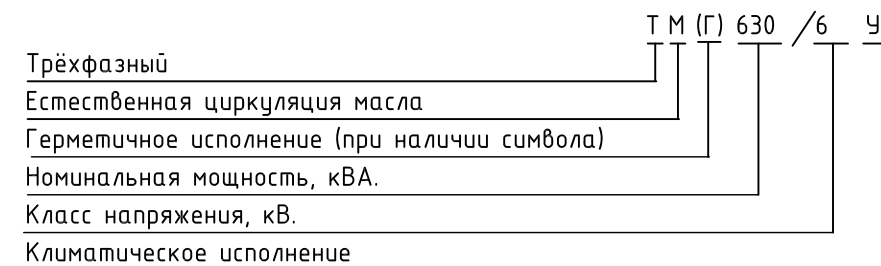 Т М (Г) 630 /6 У
Трёхфазный
Естественная циркуляция масла
Герметичное исполнение (при наличии символа)
Номинальная мощность, кВА.
Класс напряжения, кВ.
Климатическое исполнение